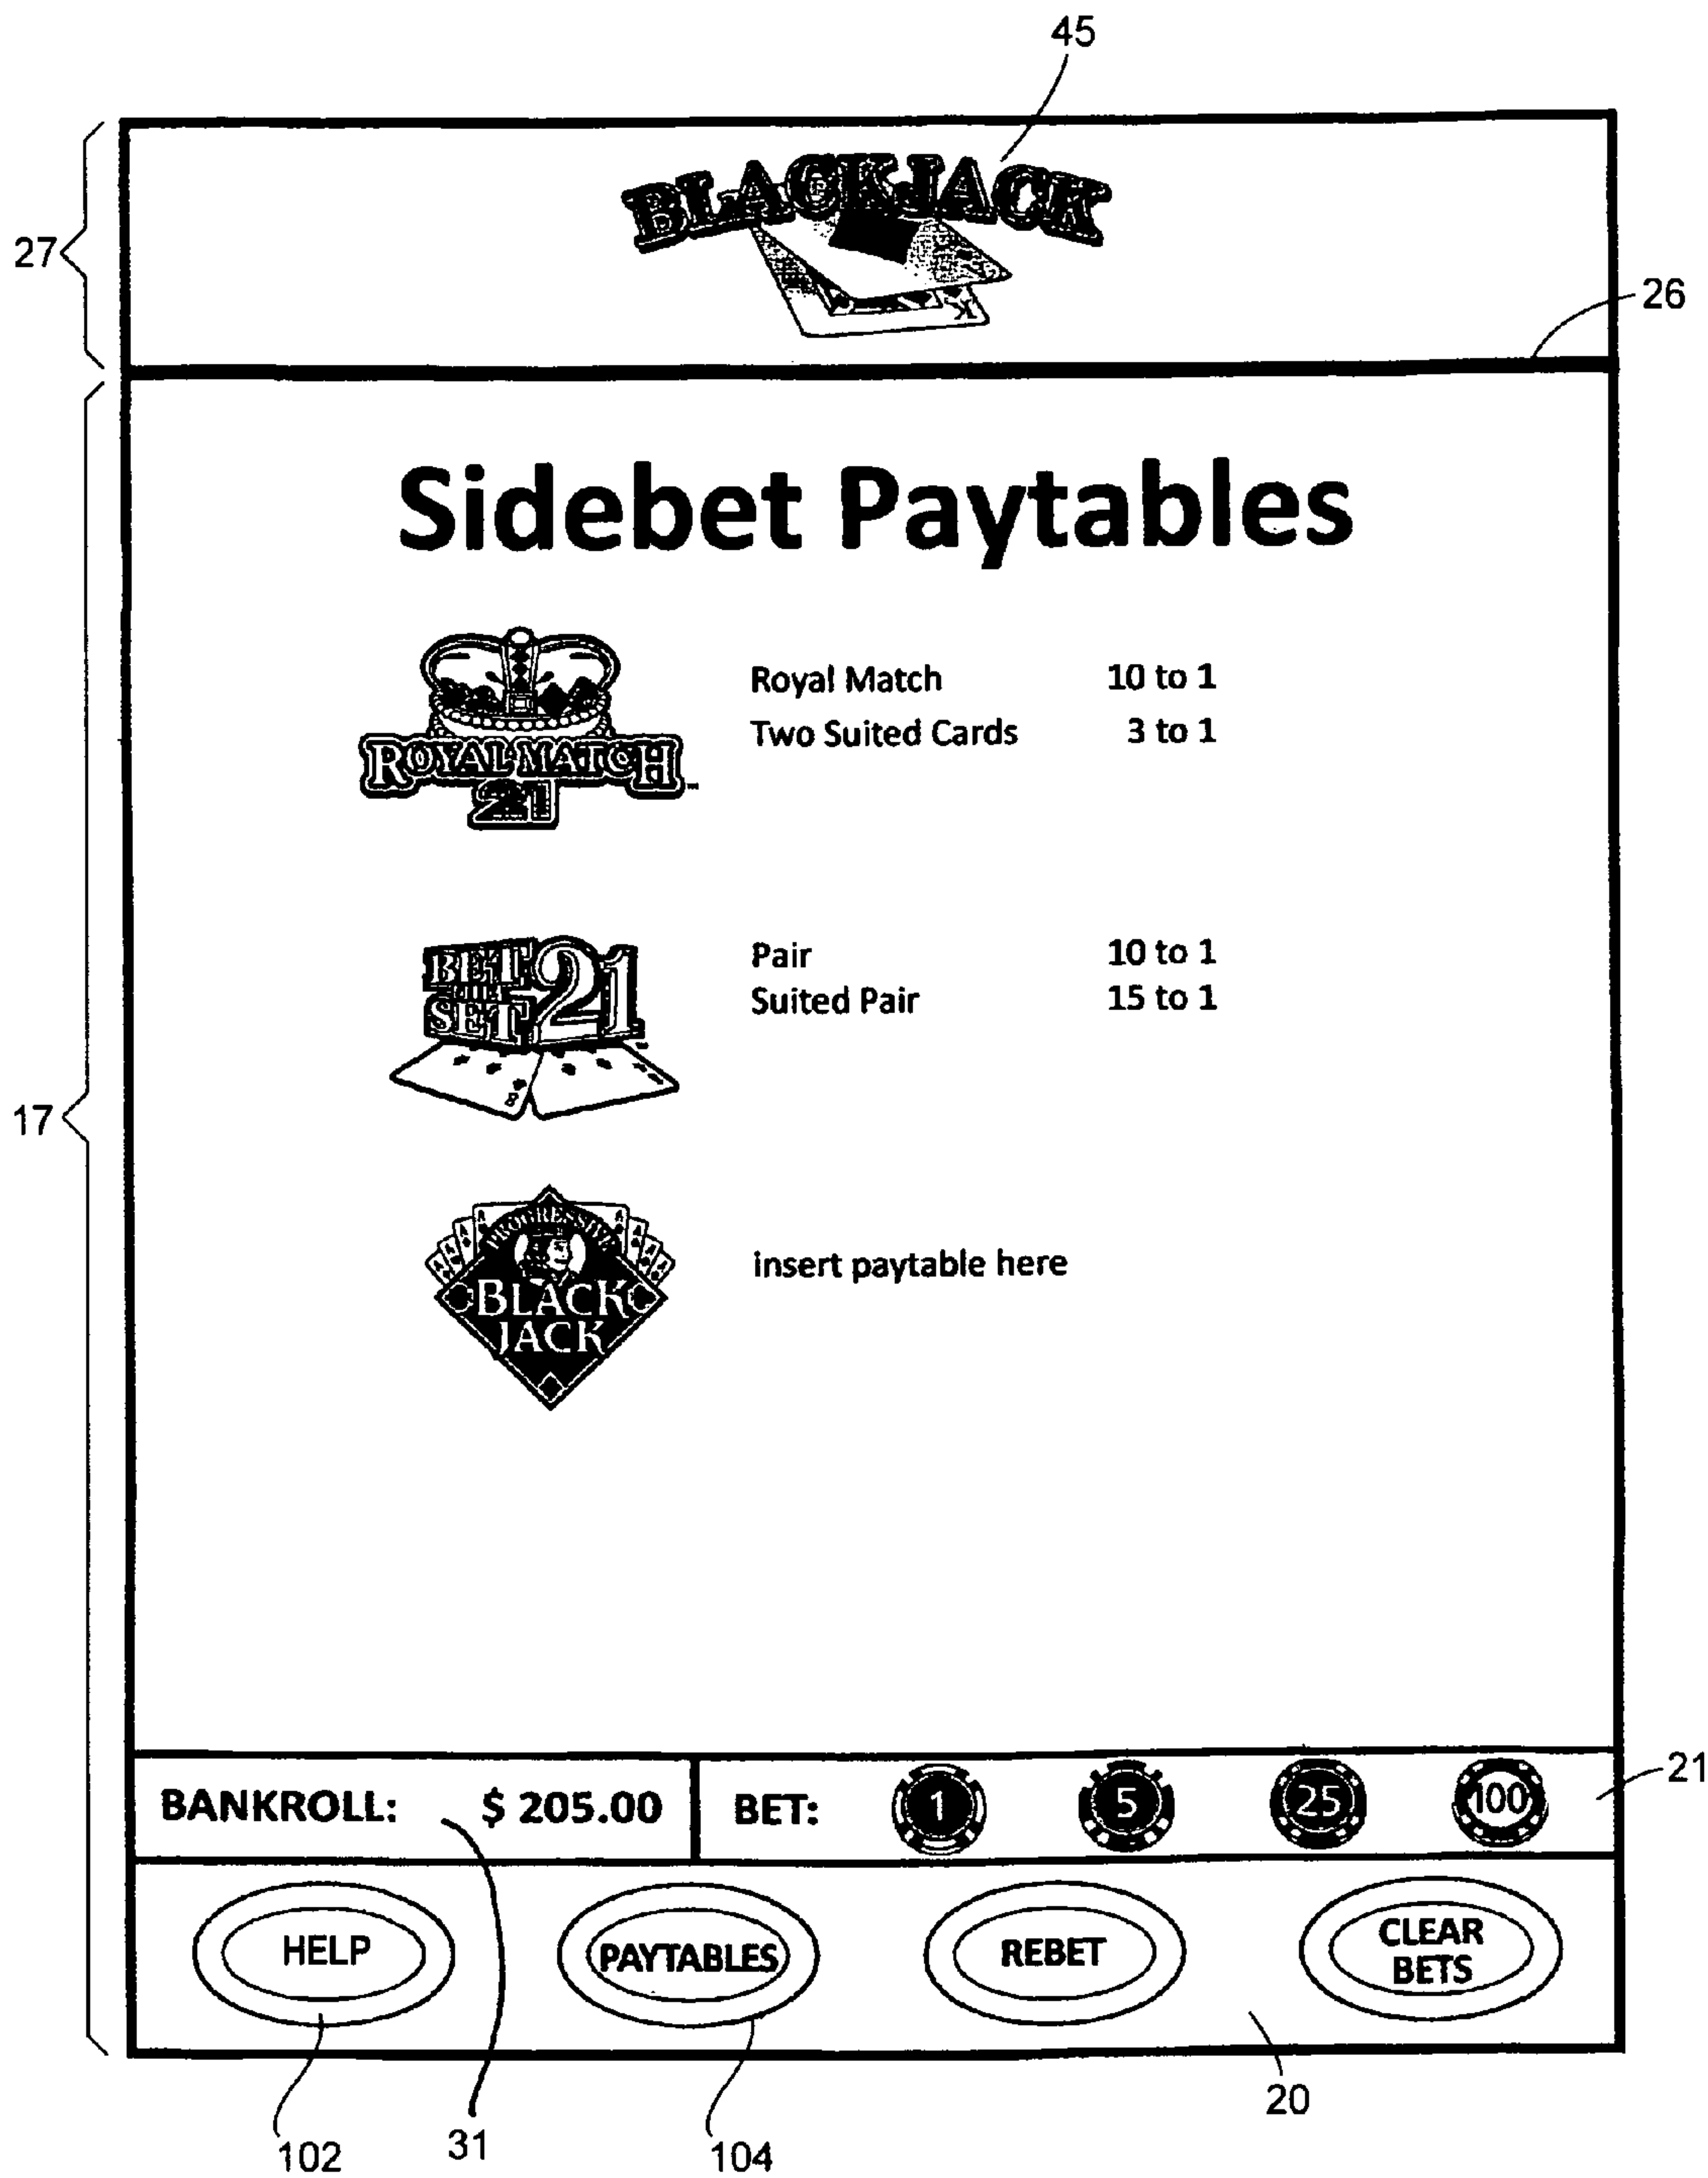 45
BLACKJACK
K
27
26
Sidebet Paytables
ROYAL MATCH
21
™
Royal Match 10 to 1
Two Suited Cards 3 to 1
BET
THE
SET
21
8
Pair 10 to 1
Suited Pair 15 to 1
17
PROGRESSIVE
BLACK
JACK
insert paytable here
BANKROLL: $ 205.00 BET: 1 5 25 100
21
HELP PAYTABLES REBET CLEAR
BETS
102
31
104
20